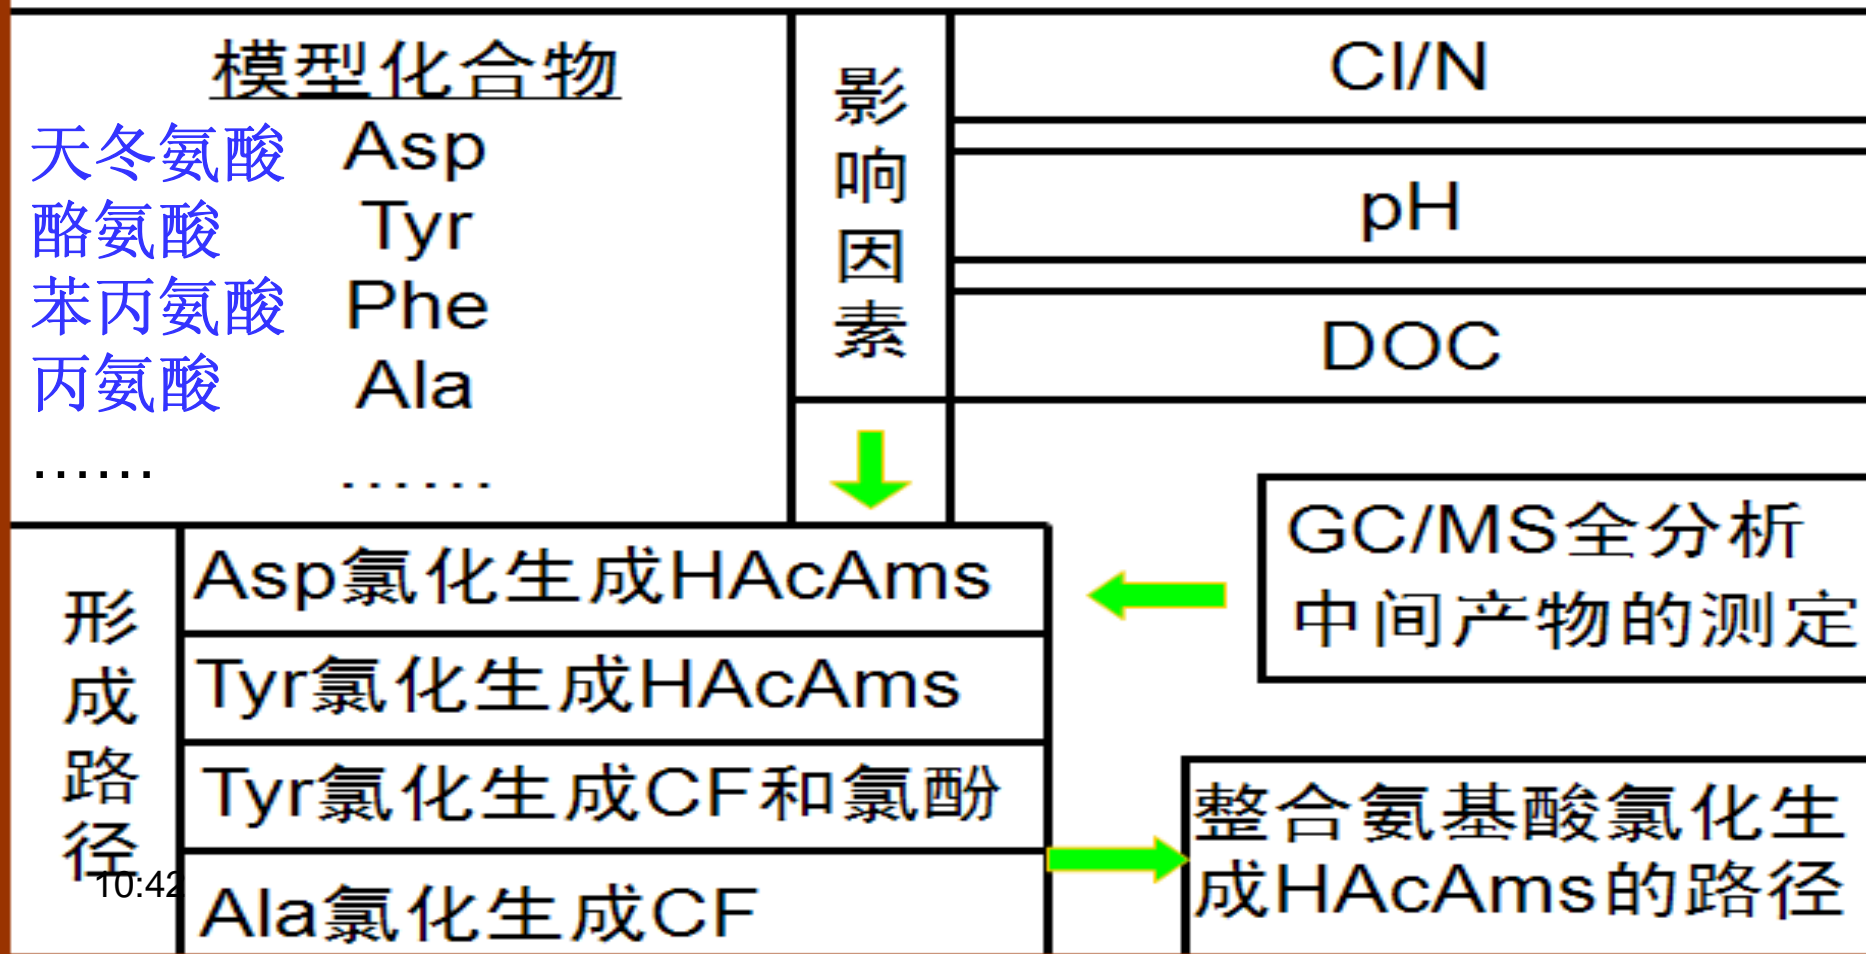 模型化合物
天冬氨酸 Asp
酪氨酸 Tyr
苯丙氨酸 Phe
丙氨酸 Ala
…… ……
影响因素
Cl/N
pH
DOC
GC/MS全分析
中间产物的测定
形成路径
Asp氯化生成HAcAms
Tyr氯化生成HAcAms
Tyr氯化生成CF和氯酚
Ala氯化生成CF
整合氨基酸氯化生
成HAcAms的路径
10:42